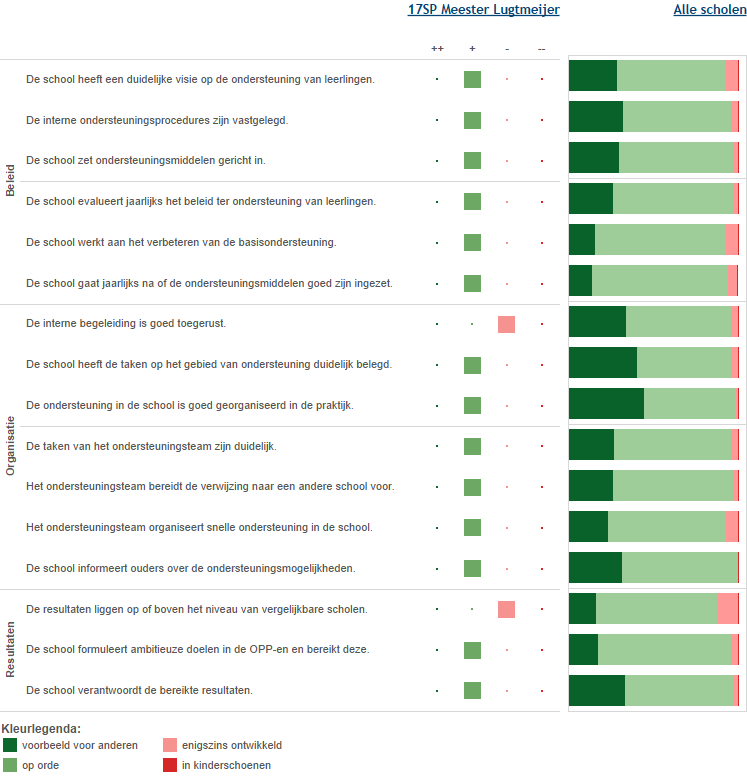 17SP Meester Lugtmeijer Alle scholen
++ + - --
Beleid
De school heeft een duidelijke visie op de ondersteuning van leerlingen.
De interne ondersteuningsprocedures zijn vastgelegd.
De school zet ondersteuningsmiddelen gericht in.
De school evalueert jaarlijks het beleid ter ondersteuning van leerlingen.
De school werkt aan het verbeteren van de basisondersteuning.
De school gaat jaarlijks na of de ondersteuningsmiddelen goed zijn ingezet.
Organisatie
De interne begeleiding is goed toegerust.
De school heeft de taken op het gebied van ondersteuning duidelijk belegd.
De ondersteuning in de school is goed georganiseerd in de praktijk.
De taken van het ondersteuningsteam zijn duidelijk.
Het ondersteuningsteam bereidt de verwijzing naar een andere school voor.
Het ondersteuningsteam organiseert snelle ondersteuning in de school.
De school informeert ouders over de ondersteuningsmogelijkheden.
Resultaten
De resultaten liggen op of boven het niveau van vergelijkbare scholen.
De school formuleert ambitieuze doelen in de OPP-en en bereikt deze.
De school verantwoordt de bereikte resultaten.
Kleurlegenda:
voorbeeld voor anderen enigszins ontwikkeld
op orde in kinderschoenen